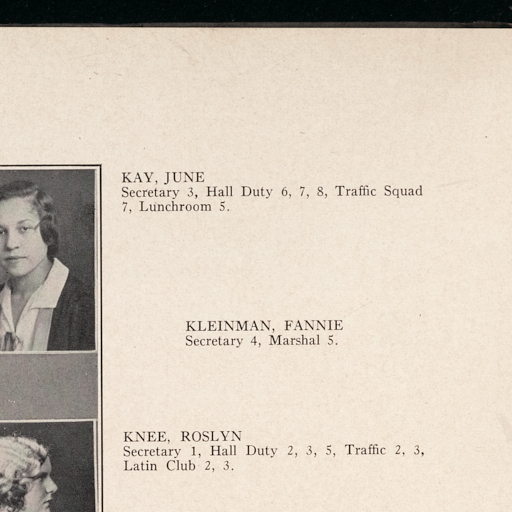 KAY, JUNE
Secretary 3, Hall Duty 6, 7, 8, Traffic Squad
7, Lunchroom 5.
KLEINMAN, FANNIE
Secretary 4, Marshal 5.
KNEE, ROSLYN
Secretary 1, Hall Duty 2, 3, 5, Traffic 2, 3,
Latin Club 2, 3.